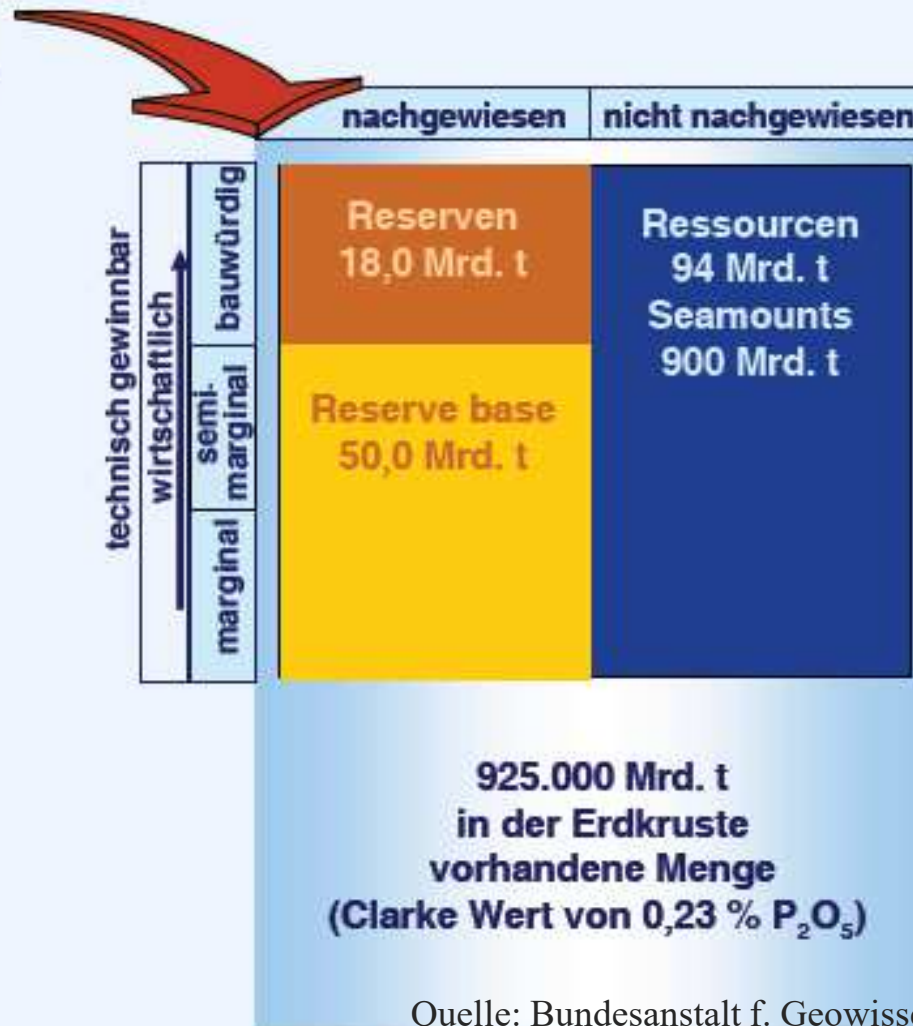 nachgewiesen
nicht nachgewiesen
technisch gewinnbar
wirtschaftlich
bauwürdig
semi-
marginal
marginal
Reserven
18,0 Mrd. t
Reserve base
50,0 Mrd. t
Ressourcen
94 Mrd. t
Seamounts
900 Mrd. t
925.000 Mrd. t
in der Erdkruste
vorhandene Menge
(Clarke Wert von 0,23 % P₂O₅)
Quelle: Bundesanstalt f. Geowisse